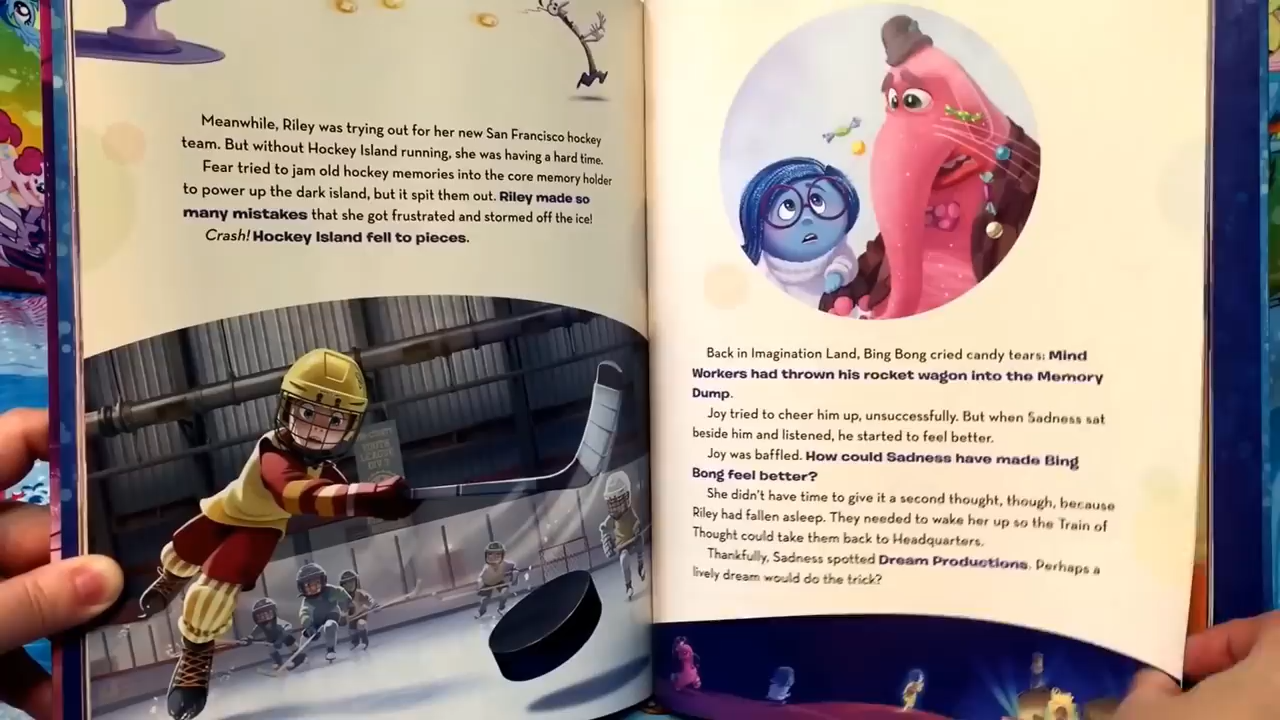 Meanwhile, Riley was trying out for her new San Francisco hockey
team. But without Hockey Island running, she was having a hard time.
Fear tried to jam old hockey memories into the core memory holder
to power up the dark island, but it spit them out. Riley made so
many mistakes that she got frustrated and stormed off the ice!
Crash! Hockey Island fell to pieces.
Back in Imagination Land, Bing Bong cried candy tears: Mind
Workers had thrown his rocket wagon into the Memory
Dump.
Joy tried to cheer him up, unsuccessfully. But when Sadness sat
beside him and listened, he started to feel better.
Joy was baffled. How could Sadness have made Bing
Bong feel better?
She didn't have time to give it a second thought, though, because
Riley had fallen asleep. They needed to wake her up so the Train of
Thought could take them back to Headquarters.
Thankfully, Sadness spotted Dream Productions. Perhaps a
lively dream would do the trick?